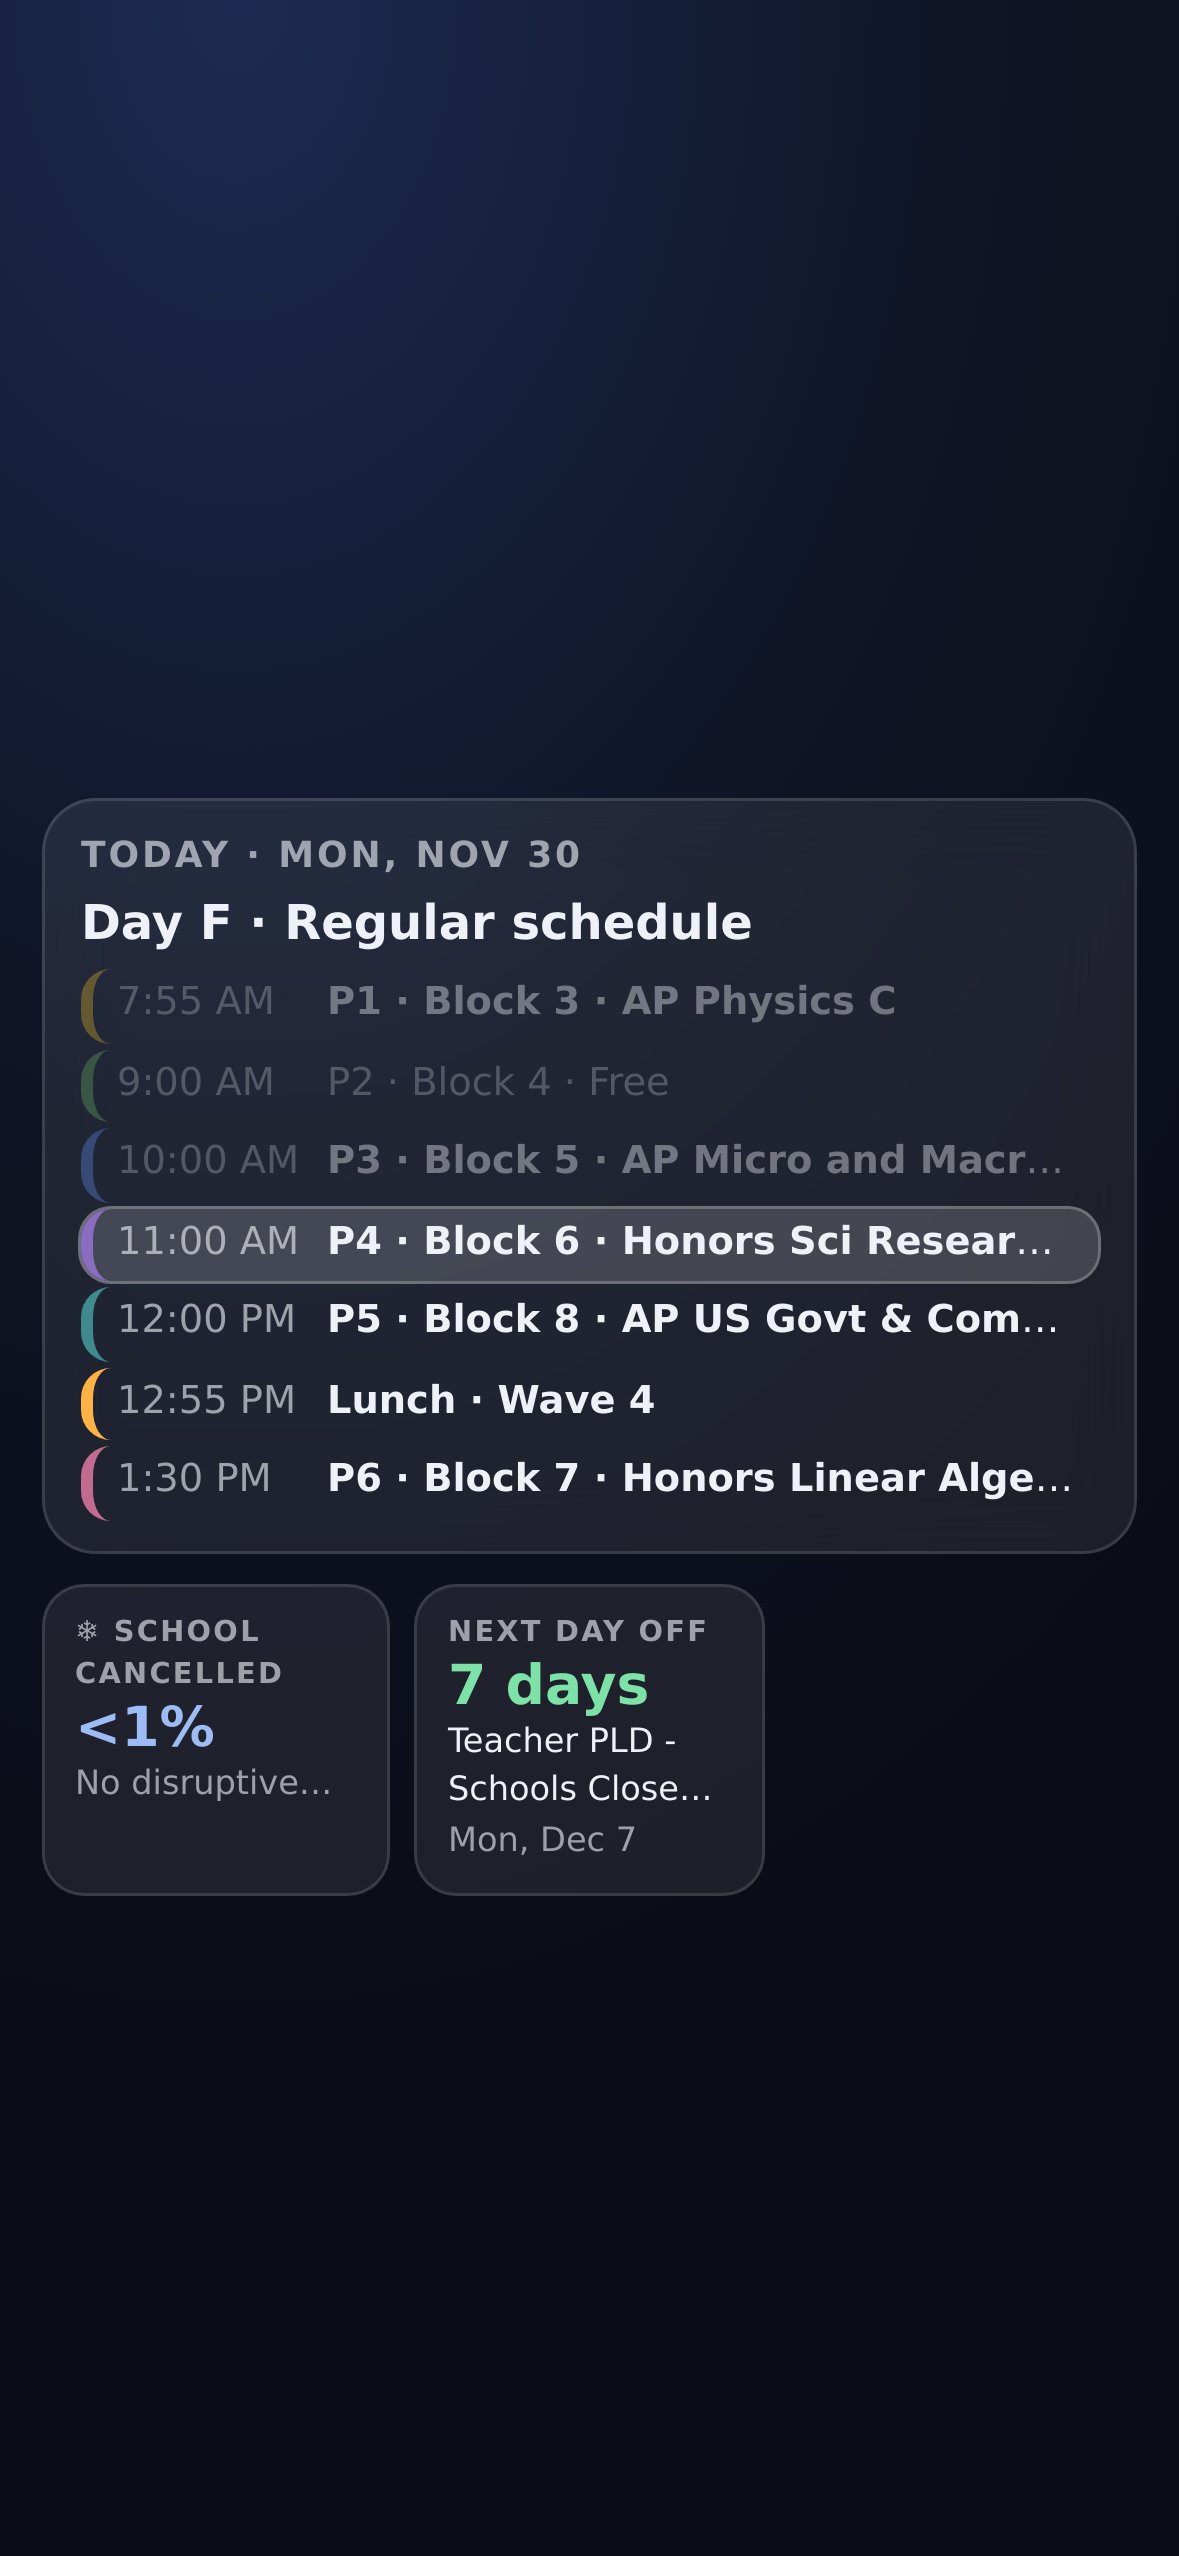 TODAY · MON, NOV 30
Day F · Regular schedule
7:55 AM P1 · Block 3 · AP Physics C
9:00 AM P2 · Block 4 · Free
10:00 AM P3 · Block 5 · AP Micro and Macr...
11:00 AM P4 · Block 6 · Honors Sci Resear...
12:00 PM P5 · Block 8 · AP US Govt & Com...
12:55 PM Lunch · Wave 4
1:30 PM P6 · Block 7 · Honors Linear Alge...
❄ SCHOOL
CANCELLED
<1%
No disruptive...
NEXT DAY OFF
7 days
Teacher PLD -
Schools Close...
Mon, Dec 7